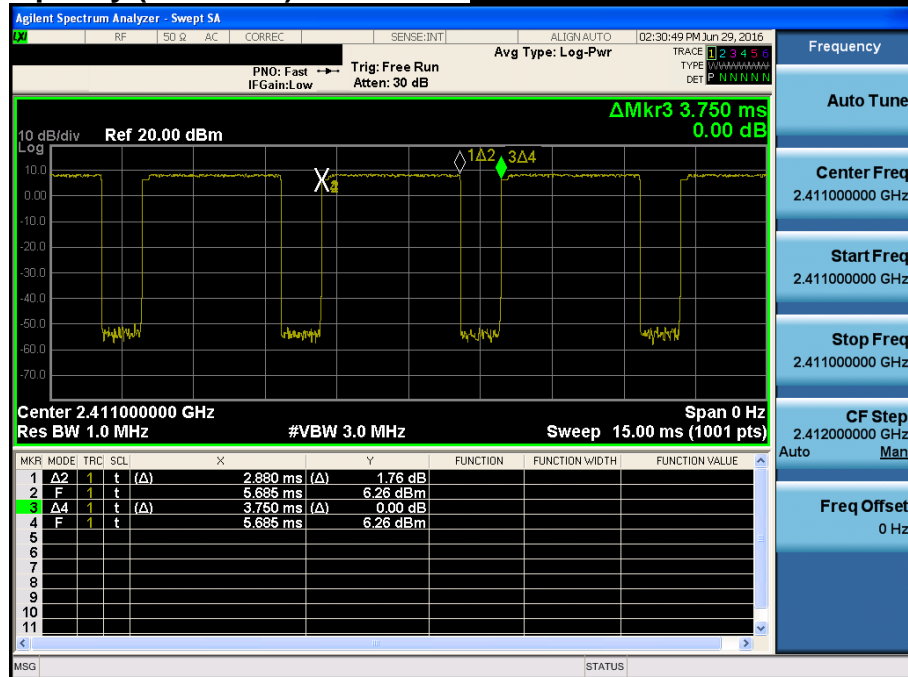 Agilent Spectrum Analyzer - Swept SA
LXI RF 50 Ω AC CORREC SENSE:INT ALIGN AUTO 02:30:49 PM Jun 29, 2016
Frequency
Avg Type: Log-Pwr TRACE 1 2 3 4 5 6
PNO: Fast Trig: Free Run TYPE WWWWWW
IFGain:Low Atten: 30 dB DET P N N N N N
Auto Tune
ΔMkr3 3.750 ms
10 dB/div Ref 20.00 dBm 0.00 dB
Log
1Δ2 3Δ4
10.0
0.00
-10.0
-20.0
-30.0
-40.0
-50.0
-60.0
-70.0
Center Freq
2.411000000 GHz
Start Freq
2.411000000 GHz
Stop Freq
2.411000000 GHz
Center 2.411000000 GHz Span 0 Hz
Res BW 1.0 MHz #VBW 3.0 MHz Sweep 15.00 ms (1001 pts)
CF Step
2.412000000 GHz
Auto Man
Freq Offset
0 Hz
MKR MODE TRC SCL X Y FUNCTION FUNCTION WIDTH FUNCTION VALUE
1 Δ2 1 t (Δ) 2.880 ms (Δ) 1.76 dB
2 F 1 t 5.685 ms 6.26 dBm
3 Δ4 1 t (Δ) 3.750 ms (Δ) 0.00 dB
4 F 1 t 5.685 ms 6.26 dBm
5
6
7
8
9
10
11
MSG STATUS